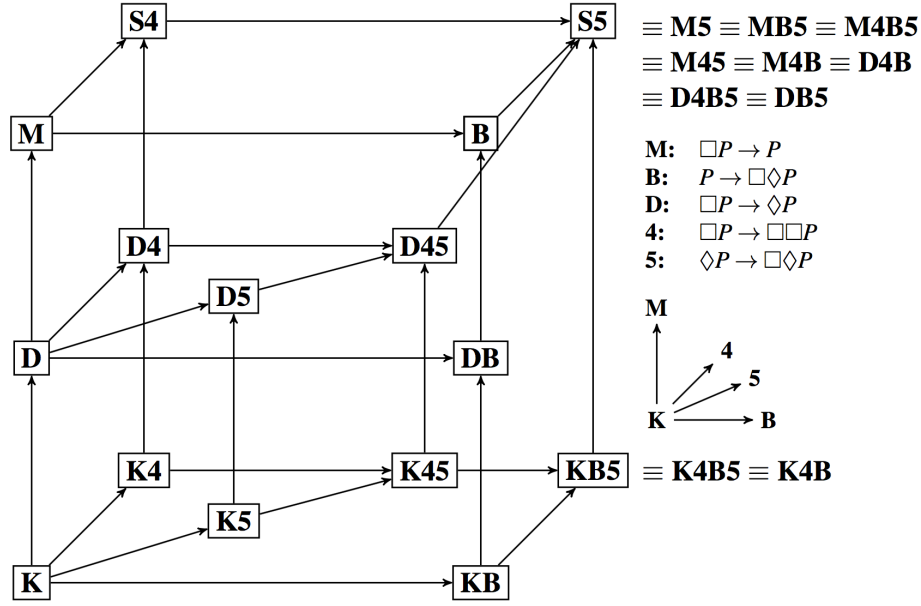 S4 S5 ≡ M5 ≡ MB5 ≡ M4B5
≡ M45 ≡ M4B ≡ D4B
≡ D4B5 ≡ DB5
M B
M: □P → P
B: P → □◊P
D: □P → ◊P
4: □P → □□P
5: ◊P → □◊P
D4 D45
D5
M
D DB
4
5
K B
K4 K45 KB5 ≡ K4B5 ≡ K4B
K5
K KB